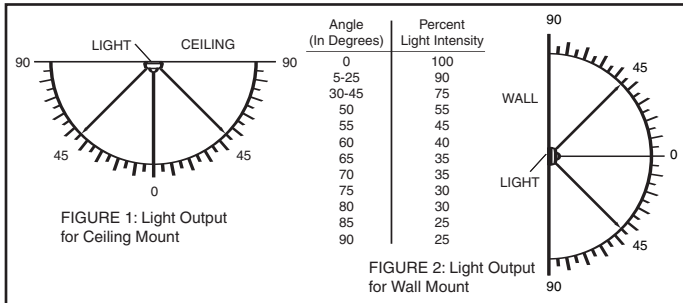 LIGHT CEILING
90 90
45 45
0
FIGURE 1: Light Output
for Ceiling Mount
Angle Percent
(In Degrees) Light Intensity
0 100
5-25 90
30-45 75
50 55
55 45
60 40
65 35
70 35
75 30
80 30
85 25
90 25
90
45
WALL
0
LIGHT
45
90
FIGURE 2: Light Output
for Wall Mount